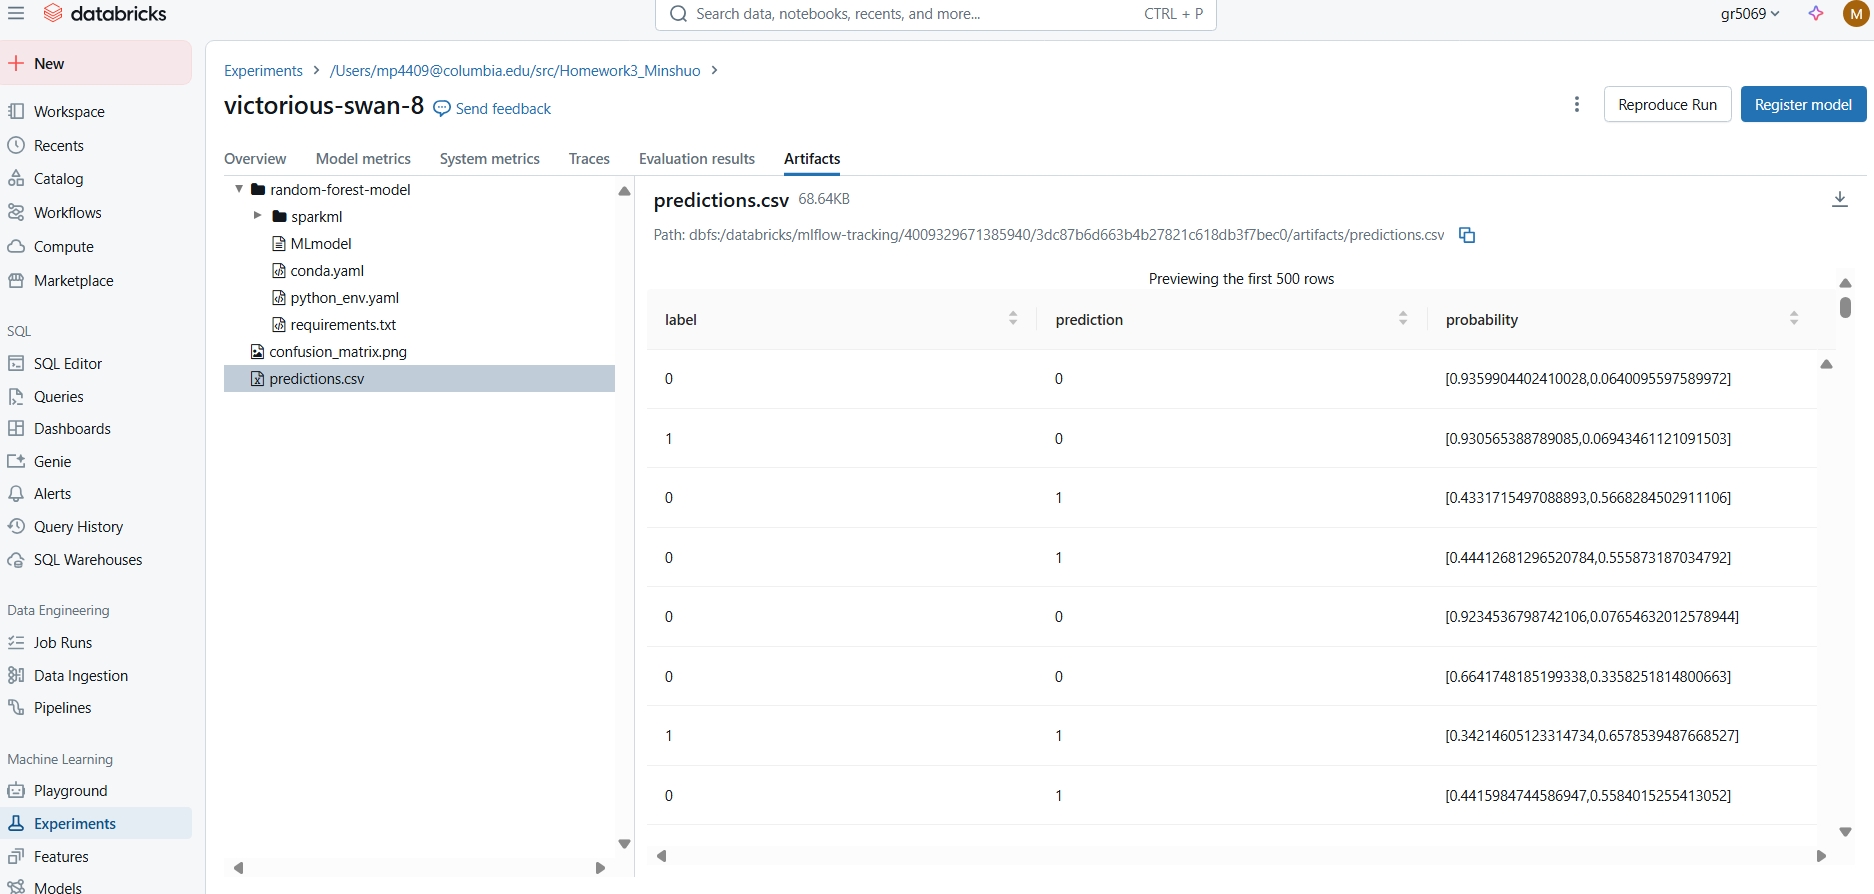 databricks
Search data, notebooks, recents, and more...
CTRL + P
gr5069
M
New
Workspace
Recents
Catalog
Workflows
Compute
Marketplace
SQL
SQL Editor
Queries
Dashboards
Genie
Alerts
Query History
SQL Warehouses
Data Engineering
Job Runs
Data Ingestion
Pipelines
Machine Learning
Playground
Experiments
Features
Models
Experiments > /Users/mp4409@columbia.edu/src/Homework3_Minshuo >
victorious-swan-8 Send feedback
Reproduce Run
Register model
Overview Model metrics System metrics Traces Evaluation results Artifacts
random-forest-model
sparkml
MLmodel
conda.yaml
python_env.yaml
requirements.txt
confusion_matrix.png
predictions.csv
predictions.csv 68.64KB
Path: dbfs:/databricks/mlflow-tracking/4009329671385940/3dc87b6d663b4b27821c618db3f7bec0/artifacts/predictions.csv
Previewing the first 500 rows
label prediction probability
0 0 [0.9359904402410028,0.0640095597589972]
1 0 [0.930565388789085,0.06943461121091503]
0 1 [0.4331715497088893,0.5668284502911106]
0 1 [0.44412681296520784,0.555873187034792]
0 0 [0.9234536798742106,0.07654632012578944]
0 0 [0.6641748185199338,0.3358251814800663]
1 1 [0.34214605123314734,0.6578539487668527]
0 1 [0.4415984744586947,0.5584015255413052]